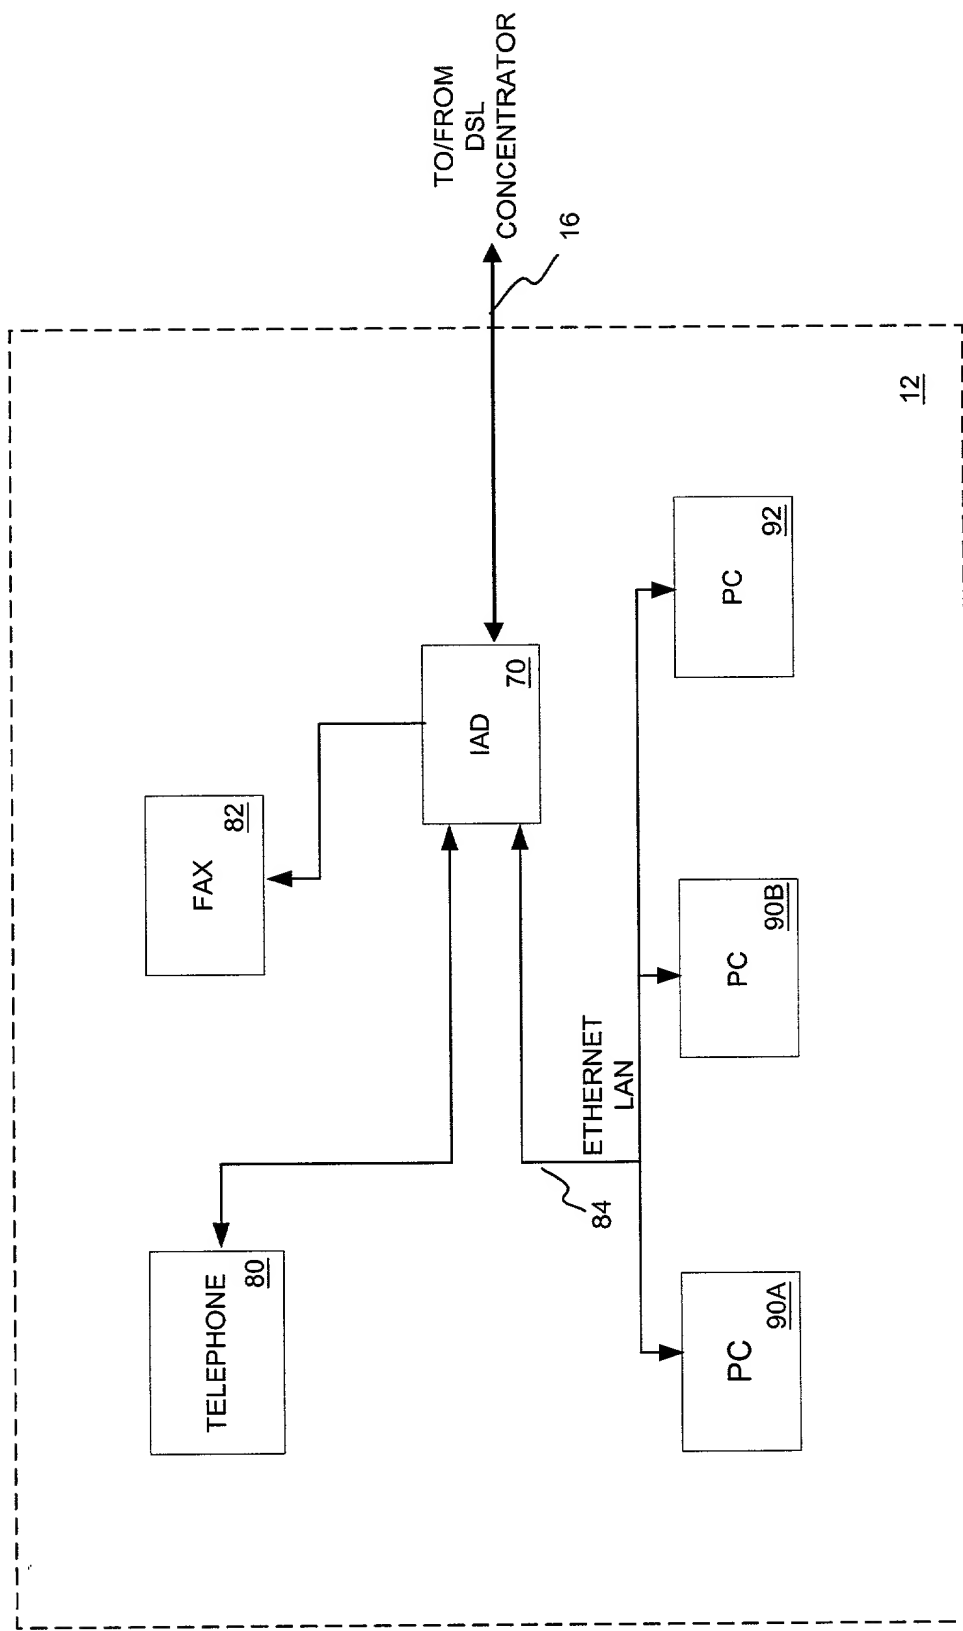 TELEPHONE
80
FAX
82
IAD
70
TO/FROM
DSL
CONCENTRATOR
16
84
ETHERNET
LAN
PC
90A
PC
90B
PC
92
12